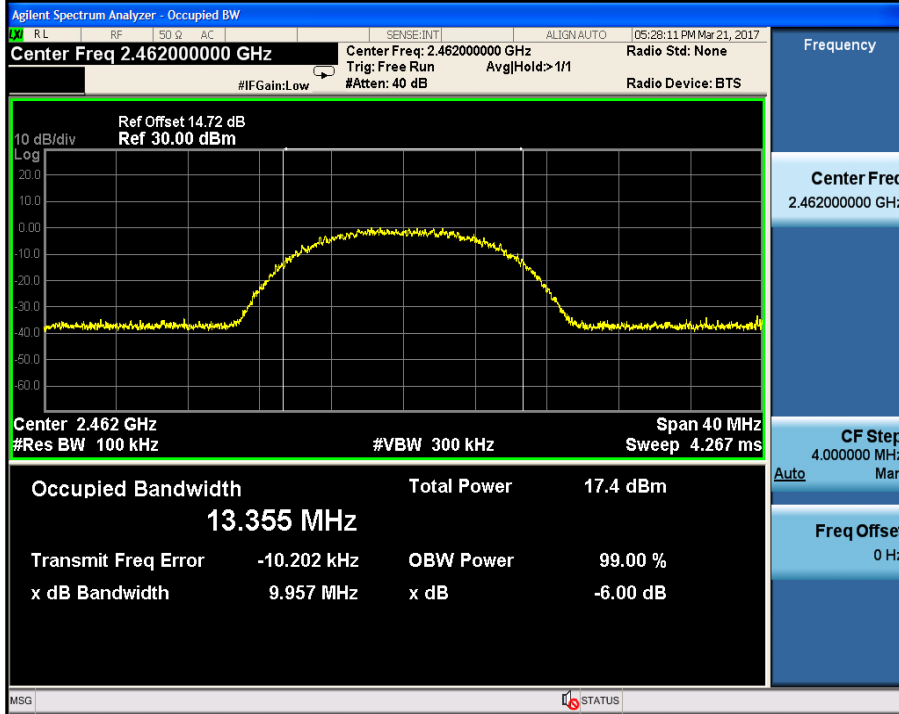 Agilent Spectrum Analyzer - Occupied BW
LXI RL RF 50 Ω AC SENSE:INT ALIGN AUTO 05:28:11 PM Mar 21, 2017
Center Freq 2.462000000 GHz
Center Freq: 2.462000000 GHz
Radio Std: None
Trig: Free Run Avg|Hold:> 1/1
#IFGain:Low
#Atten: 40 dB
Radio Device: BTS
Ref Offset 14.72 dB
10 dB/div Ref 30.00 dBm
Log
20.0
10.0
0.00
-10.0
-20.0
-30.0
-40.0
-50.0
-60.0
Center 2.462 GHz Span 40 MHz
#Res BW 100 kHz #VBW 300 kHz Sweep 4.267 ms
Occupied Bandwidth Total Power 17.4 dBm
13.355 MHz
Transmit Freq Error -10.202 kHz OBW Power 99.00 %
x dB Bandwidth 9.957 MHz x dB -6.00 dB
MSG STATUS
Frequency
Center Freq
2.462000000 GHz
CF Step
4.000000 MHz
Auto Man
Freq Offset
0 Hz